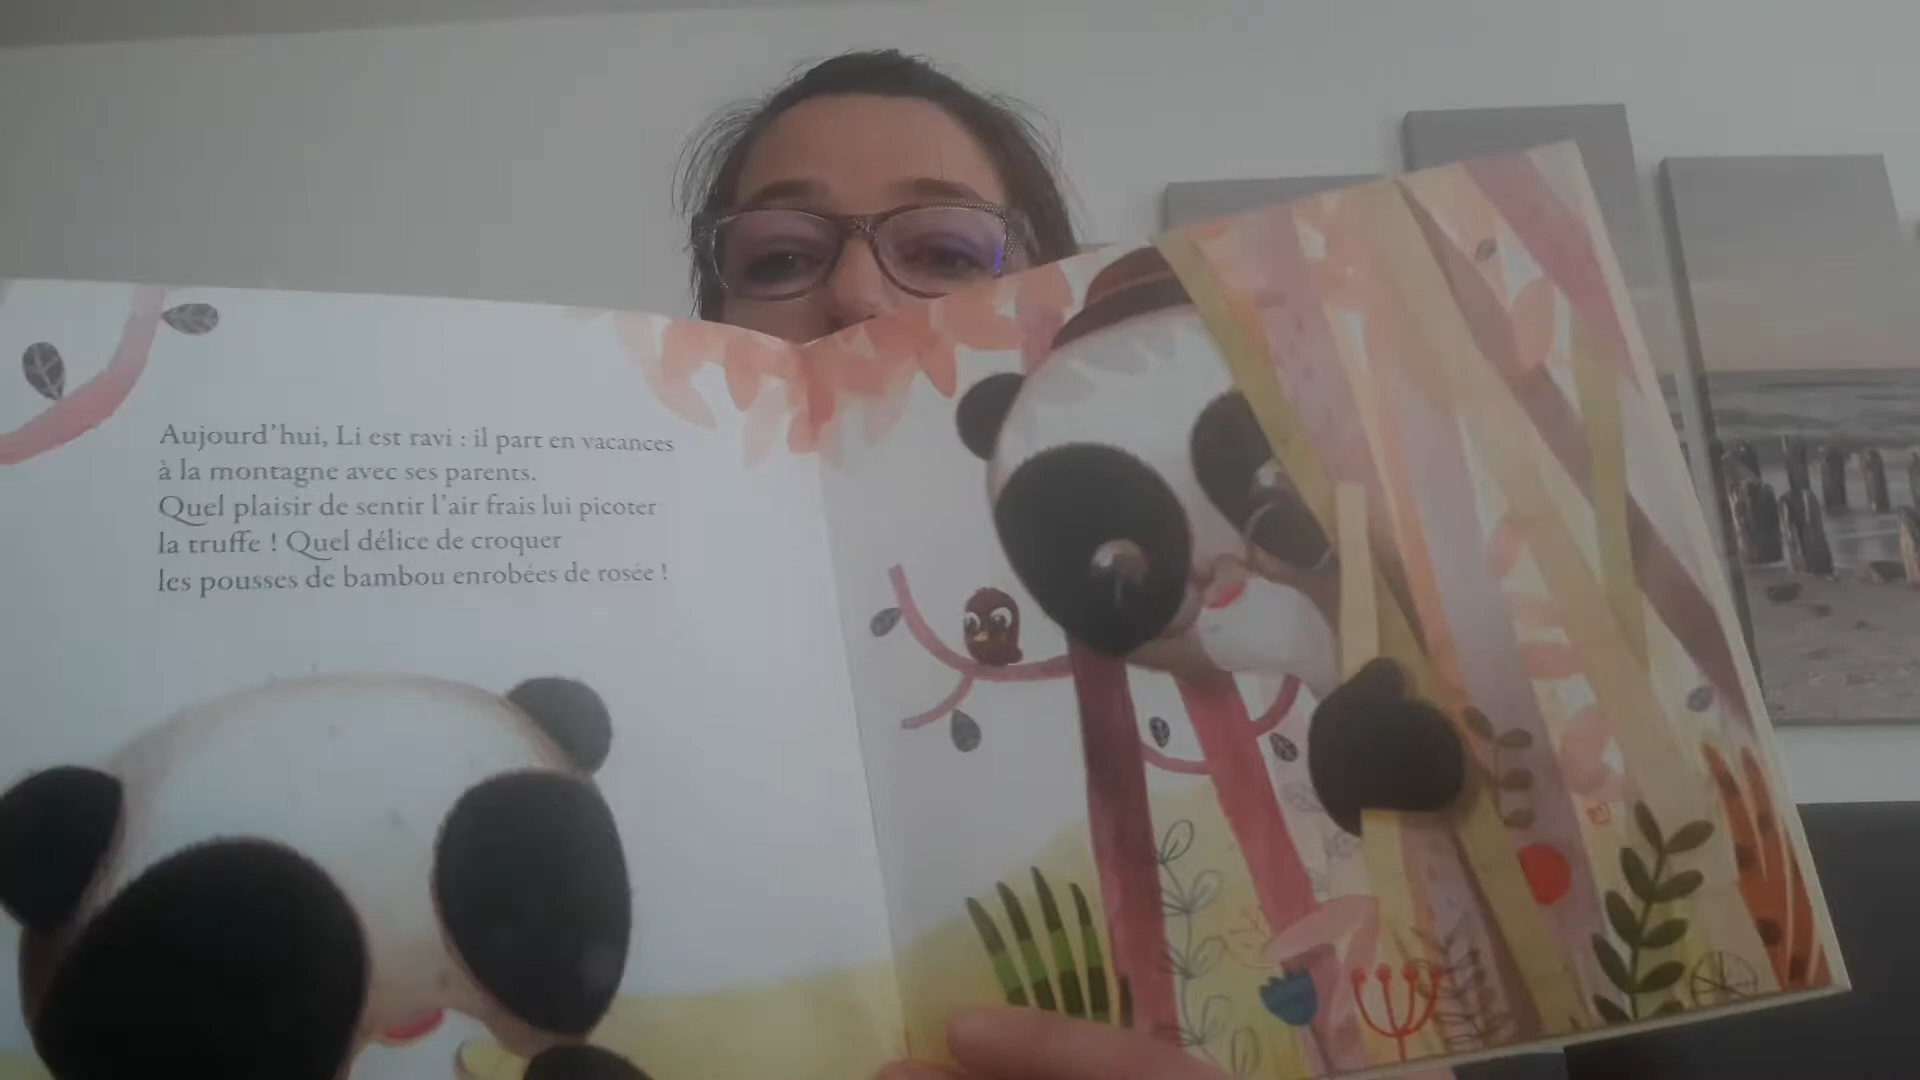 Aujourd'hui, Li est ravi : il part en vacances
à la montagne avec ses parents.
Quel plaisir de sentir l'air frais lui picoter
la truffe ! Quel délice de croquer
les pousses de bambou enrobées de rosée !